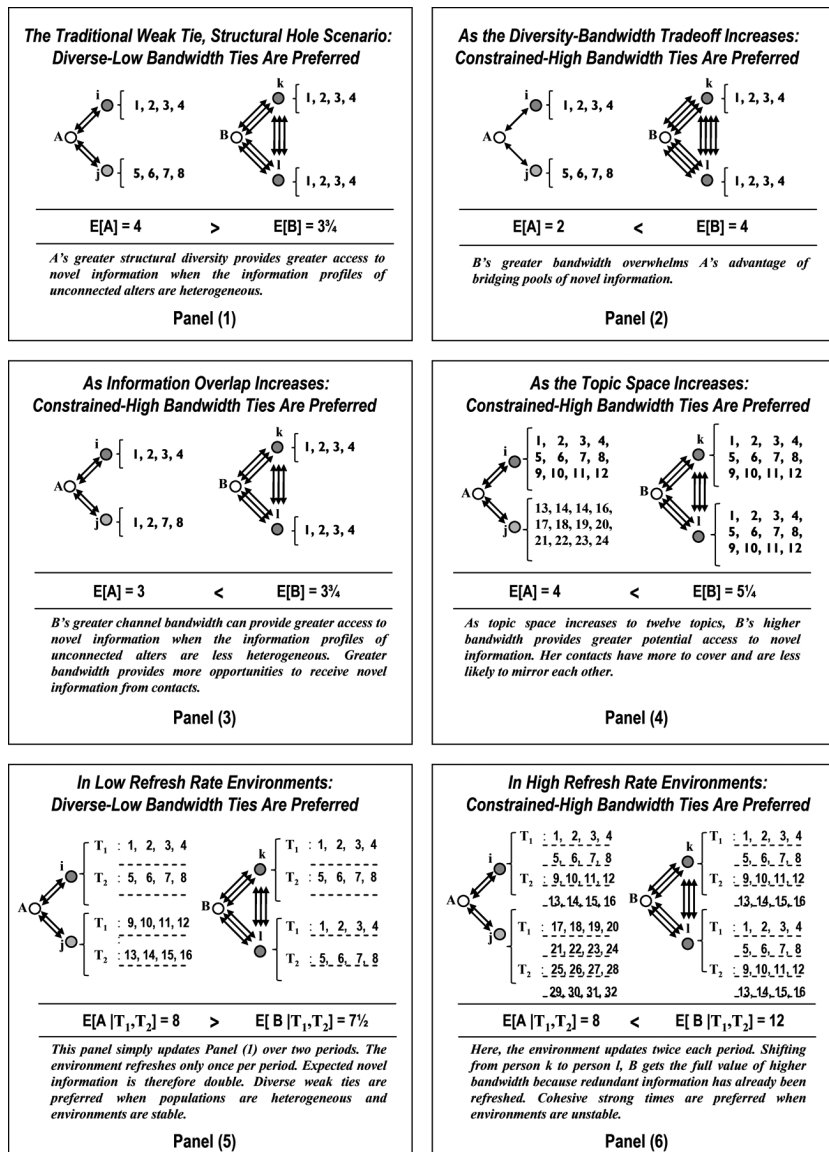 The Traditional Weak Tie, Structural Hole Scenario:
Diverse-Low Bandwidth Ties Are Preferred
i
1, 2, 3, 4
A
j
5, 6, 7, 8
k
1, 2, 3, 4
B
l
1, 2, 3, 4
E[A] = 4 > E[B] = 3¾
A's greater structural diversity provides greater access to
novel information when the information profiles of
unconnected alters are heterogeneous.
Panel (1)
As the Diversity-Bandwidth Tradeoff Increases:
Constrained-High Bandwidth Ties Are Preferred
i
1, 2, 3, 4
A
j
5, 6, 7, 8
k
1, 2, 3, 4
B
l
1, 2, 3, 4
E[A] = 2 < E[B] = 4
B's greater bandwidth overwhelms A's advantage of
bridging pools of novel information.
Panel (2)
As Information Overlap Increases:
Constrained-High Bandwidth Ties Are Preferred
i
1, 2, 3, 4
A
j
1, 2, 7, 8
k
1, 2, 3, 4
B
l
1, 2, 3, 4
E[A] = 3 < E[B] = 3¾
B's greater channel bandwidth can provide greater access to
novel information when the information profiles of
unconnected alters are less heterogeneous. Greater
bandwidth provides more opportunities to receive novel
information from contacts.
Panel (3)
As the Topic Space Increases:
Constrained-High Bandwidth Ties Are Preferred
i
1, 2, 3, 4,
5, 6, 7, 8,
9, 10, 11, 12
A
j
13, 14, 14, 16,
17, 18, 19, 20,
21, 22, 23, 24
k
1, 2, 3, 4,
5, 6, 7, 8,
9, 10, 11, 12
B
l
1, 2, 3, 4,
5, 6, 7, 8,
9, 10, 11, 12
E[A] = 4 < E[B] = 5¼
As topic space increases to twelve topics, B's higher
bandwidth provides greater potential access to novel
information. Her contacts have more to cover and are less
likely to mirror each other.
Panel (4)
In Low Refresh Rate Environments:
Diverse-Low Bandwidth Ties Are Preferred
i
T1 : 1, 2, 3, 4
T2 : 5, 6, 7, 8
A
j
T1 : 9, 10, 11, 12
:
T2 : 13, 14, 15, 16
k
T1 : 1, 2, 3, 4
T2 : 5, 6, 7, 8
B
l
T1 : 1, 2, 3, 4
T2 : 5, 6, 7, 8
E[A |T1,T2] = 8 > E[ B |T1,T2] = 7½
This panel simply updates Panel (1) over two periods. The
environment refreshes only once per period. Expected novel
information is therefore double. Diverse weak ties are
preferred when populations are heterogeneous and
environments are stable.
Panel (5)
In High Refresh Rate Environments:
Constrained-High Bandwidth Ties Are Preferred
i
T1 : 1, 2, 3, 4
5, 6, 7, 8
T2 : 9, 10, 11, 12
13, 14, 15, 16
A
j
T1 : 17, 18, 19, 20
21, 22, 23, 24
T2 : 25, 26, 27, 28
29, 30, 31, 32
k
T1 : 1, 2, 3, 4
5, 6, 7, 8
T2 : 9, 10, 11, 12
13, 14, 15, 16
B
l
T1 : 1, 2, 3, 4
5, 6, 7, 8
T2 : 9, 10, 11, 12
13, 14, 15, 16
E[A |T1,T2] = 8 < E[ B |T1,T2] = 12
Here, the environment updates twice each period. Shifting
from person k to person l, B gets the full value of higher
bandwidth because redundant information has already been
refreshed. Cohesive strong times are preferred when
environments are unstable.
Panel (6)